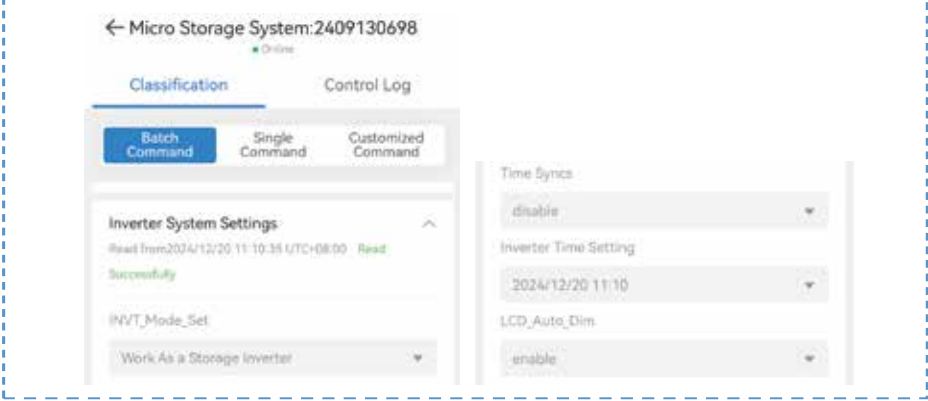 ← Micro Storage System:2409130698
Online
Classification
Control Log
Batch
Command
Single
Command
Customized
Command
Inverter System Settings
Read from2024/12/20 11:10:35 UTC+08:00 Read
Successfully
INVT_Mode_Set
Work As a Storage Inverter
Time Syncs
disable
Inverter Time Setting
2024/12/20 11:10
LCD_Auto_Dim
enable